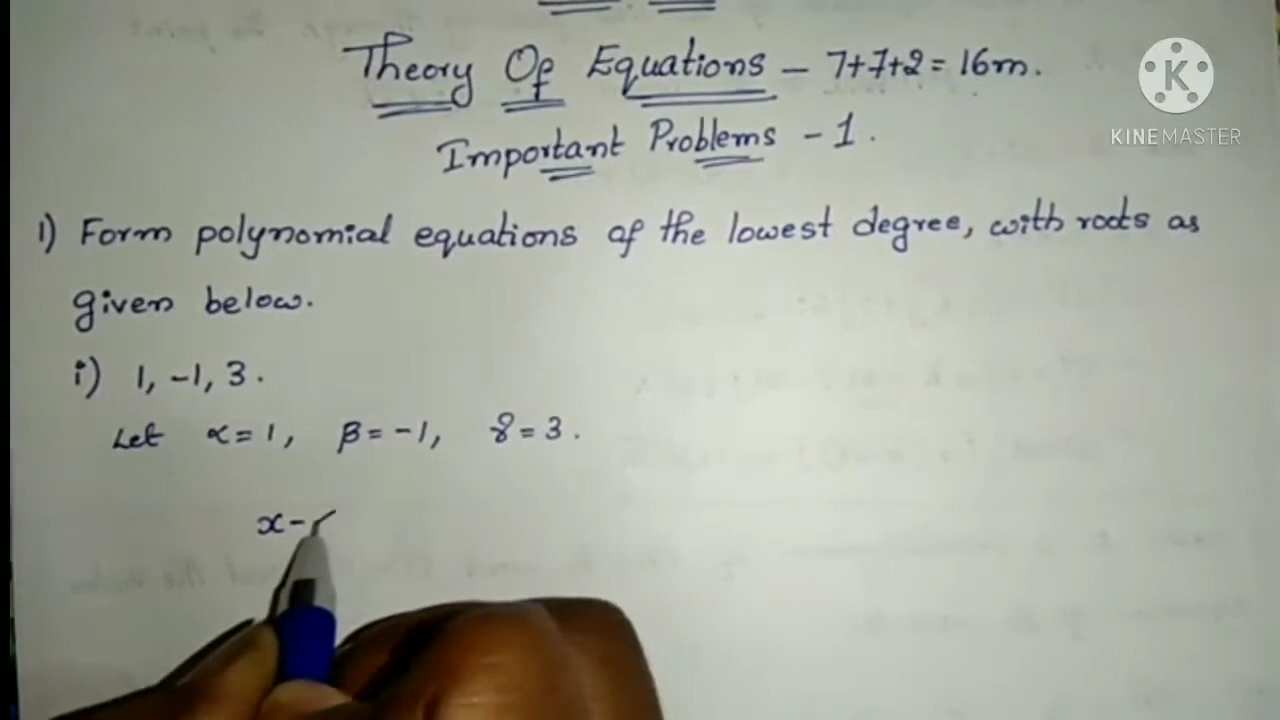 Theory Of Equations - 7+7+2 = 16m.
KINEMASTER
Important Problems - 1.
1) Form polynomial equations of the lowest degree, with roots as
given below.
i) 1, -1, 3.
Let α = 1, β = -1, γ = 3.
x-